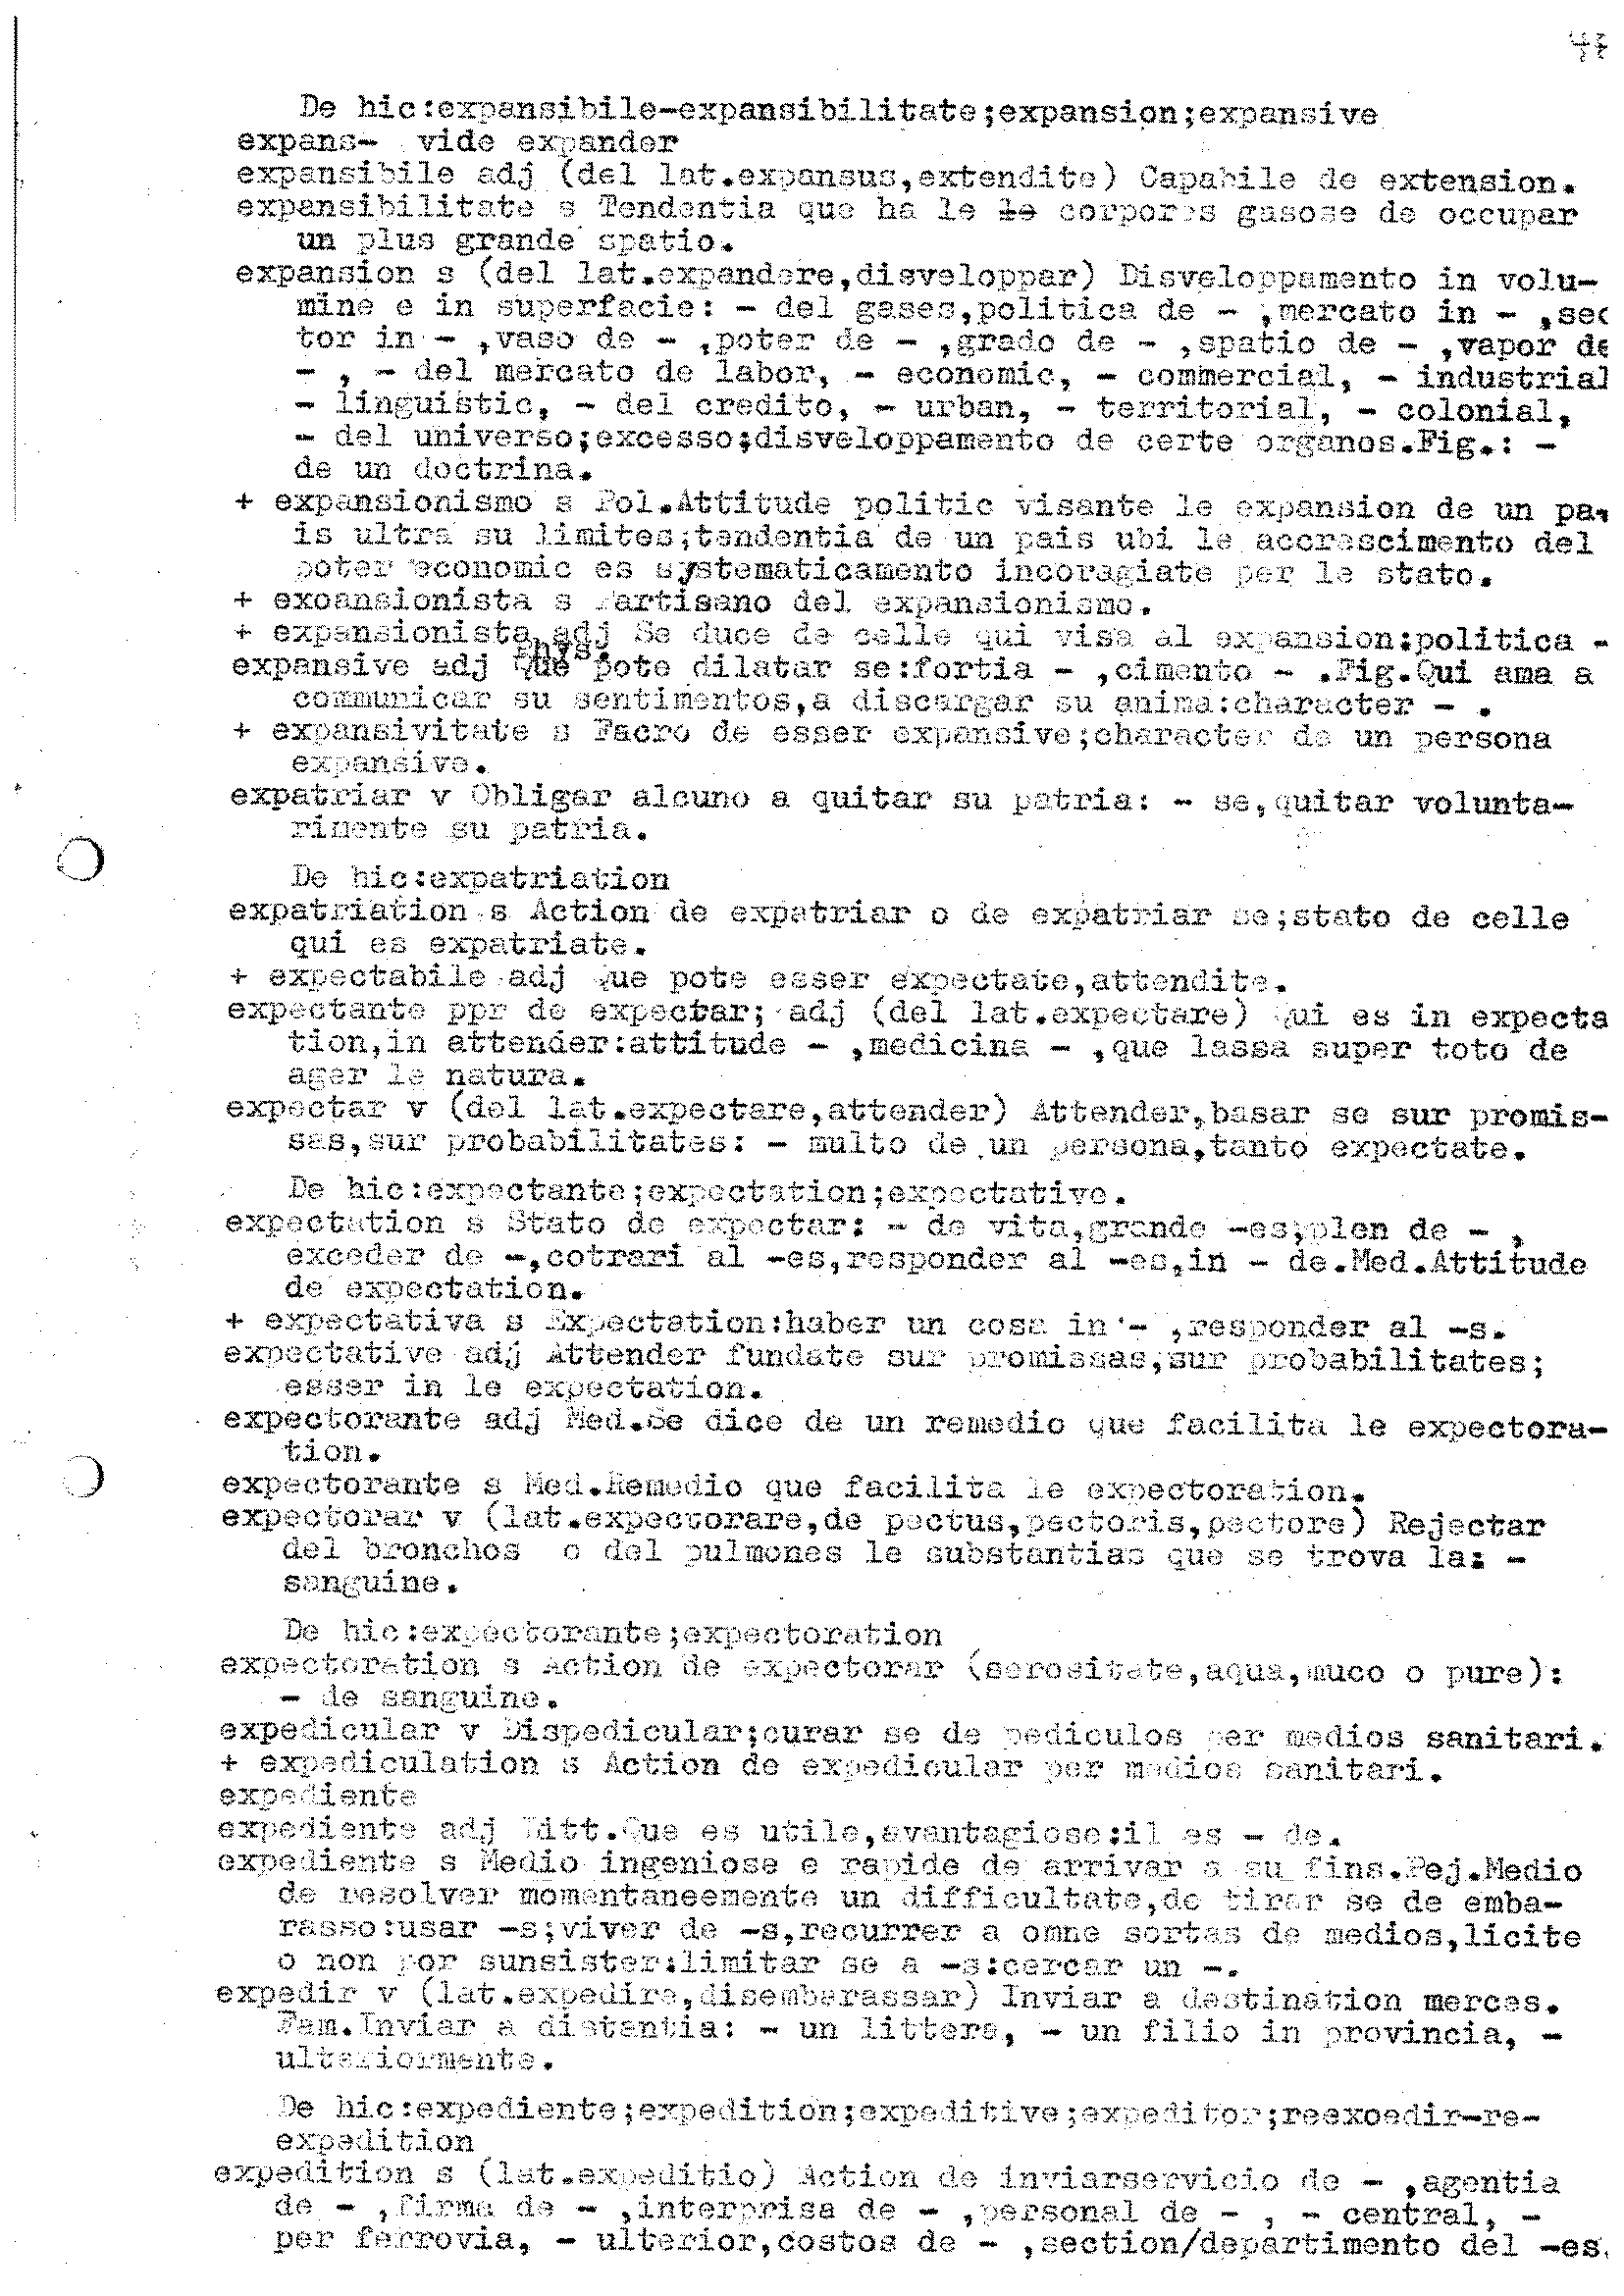 De hic:expansibile-expansibilitate;expansion;expansive
expans- vide expander
expansibile adj (del lat.expansus,extendite) Capabile de extension.
expansibilitate s Tendentia que ha le le corpores gasose de occupar
un plus grande spatio.
expansion s (del lat.expandere,disveloppar) Disveloppamento in volu-
mine e in superfacie: - del gases,politica de - ,mercato in - ,sec
tor in - ,vaso de - ,poter de - ,grado de - ,spatio de - ,vapor de
- , - del mercato de labor, - economic, - commercial, - industrial
- linguistic, - del credito, - urban, - territorial, - colonial,
- del universo;excesso;disveloppamento de certe organos.Fig.: -
de un doctrina.
+ expansionismo s Pol.Attitude politic visante le expansion de un pa-
is ultra su limites;tendentia de un pais ubi le accrescimento del
poter economic es systematicamento incoragiate per le stato.
+ exoansionista s Partisano del expansionismo.
+ expansionista adj Se duce de celle qui visa al expansion:politica -
Phys.
expansive adj Que pote dilatar se:fortia - ,cimento - .Fig.Qui ama a
communicar su sentimentos,a discargar su anima:character - .
+ expansivitate s Facro de esser expansive;character de un persona
expansive.
expatriar v Obligar alcuno a quitar su patria: - se,quitar volunta-
rimente su patria.
De hic:expatriation
expatriation s Action de expatriar o de expatriar se;stato de celle
qui es expatriate.
+ expectabile adj Que pote esser expectate,attendite.
expectante ppr de expectar; adj (del lat.expectare) Qui es in expecta
tion,in attender:attitude - ,medicina - ,que lassa super toto de
ager le natura.
expectar v (del lat.expectare,attender) Attender,basar se sur promis-
sas,sur probabilitates: - multo de un persona,tanto expectate.
De hic:expectante;expectation;expectative.
expectation s Stato de expectar: - de vita,grande -es;plen de - ,
exceder de -,cotrari al -es,responder al -es,in - de.Med.Attitude
de expectation.
+ expectativa s Expectation:haber un cosa in - ,responder al -s.
expectative adj Attender fundate sur promissas,sur probabilitates;
esser in le expectation.
expectorante adj Med.Se dice de un remedio que facilita le expectora-
tion.
expectorante s Med.Remedio que facilita le expectoration.
expectorar v (lat.expectorare,de pectus,pectoris,pectore) Rejectar
del bronchos o del pulmones le substantias que se trova la: -
sanguine.
De hic:expectorante;expectoration
expectoration s Action de expectorar (serositate,aqua,muco o pure):
- de sanguine.
expedicular v Dispedicular;curar se de pediculos per medios sanitari.
+ expediculation s Action de expedicular per medios sanitari.
expediente
expediente adj Litt.Que es utile,avantagiose:il es - de.
expediente s Medio ingeniose e rapide de arrivar a su fins.Pej.Medio
de resolver momentaneemente un difficultate,de tirar se de emba-
rasso:usar -s;viver de -s,recurrer a omne sortas de medios,licite
o non por sunsister:limitar se a -s:cercar un -.
expedir v (lat.expedire,disembarassar) Inviar a destination merces.
Fam.Inviar a distantia: - un littera, - un filio in provincia, -
ulteriormente.
De hic:expediente;expedition;expeditive;expeditor;reexoedir-re-
expedition
expedition s (lat.expeditio) Action de inviarservicio de - ,agentia
de - ,firma de - ,interprisa de - ,personal de - , - central, -
per ferrovia, - ulterior,costos de - ,section/departimento del -es.